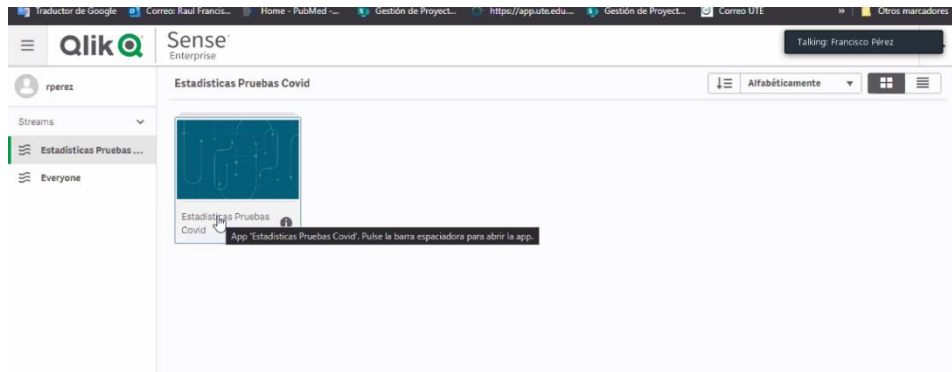 Traductor de Google Correo: Raul Francis... Home - PubMed -... Gestión de Proyect... https://app.ute.edu.... Gestión de Proyect... Correo UTE » Otros marcadores
Qlik Sense
Enterprise
Talking: Francisco Pérez
rperez
Estadisticas Pruebas Covid
Alfabéticamente
Streams
Estadisticas Pruebas ...
Everyone
Estadisticas Pruebas
Covid
App 'Estadisticas Pruebas Covid'. Pulse la barra espaciadora para abrir la app.